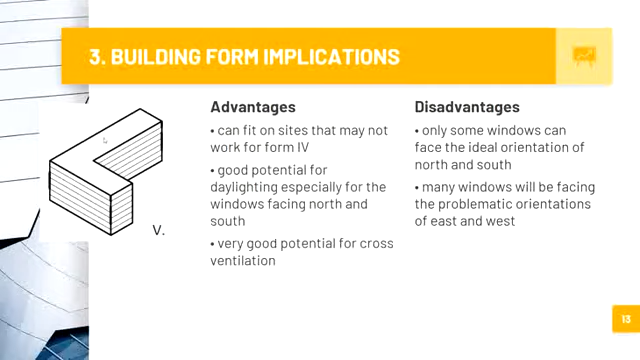 3. BUILDING FORM IMPLICATIONS
Advantages
• can fit on sites that may not
work for form IV
• good potential for
daylighting especially for the
windows facing north and
south
• very good potential for cross
ventilation
Disadvantages
• only some windows can
face the ideal orientation of
north and south
• many windows will be facing
the problematic orientations
of east and west
V.
13